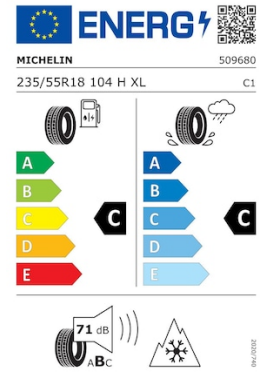 ENERG
MICHELIN 509680
235/55R18 104 H XL C1
A A
B B
C C C C
D D
E E
71 dB
ABC
2020/740